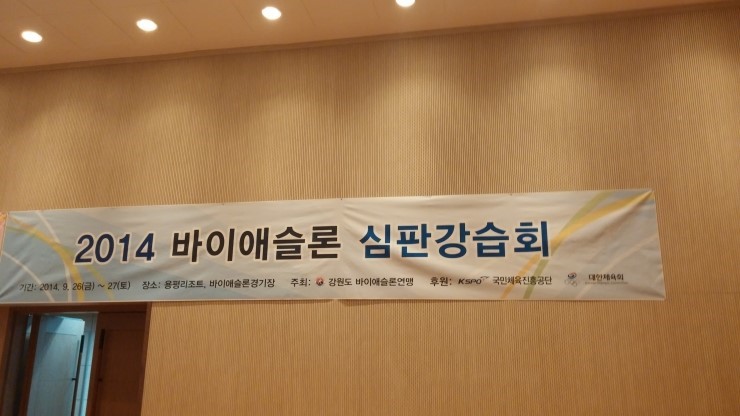 2014 바이애슬론 심판강습회
기간: 2014. 9. 26(금) ~ 27(토) 장소: 용평리조트, 바이애슬론경기장 주최: 강원도 바이애슬론연맹 후원: KSPO 국민체육진흥공단 대한체육회